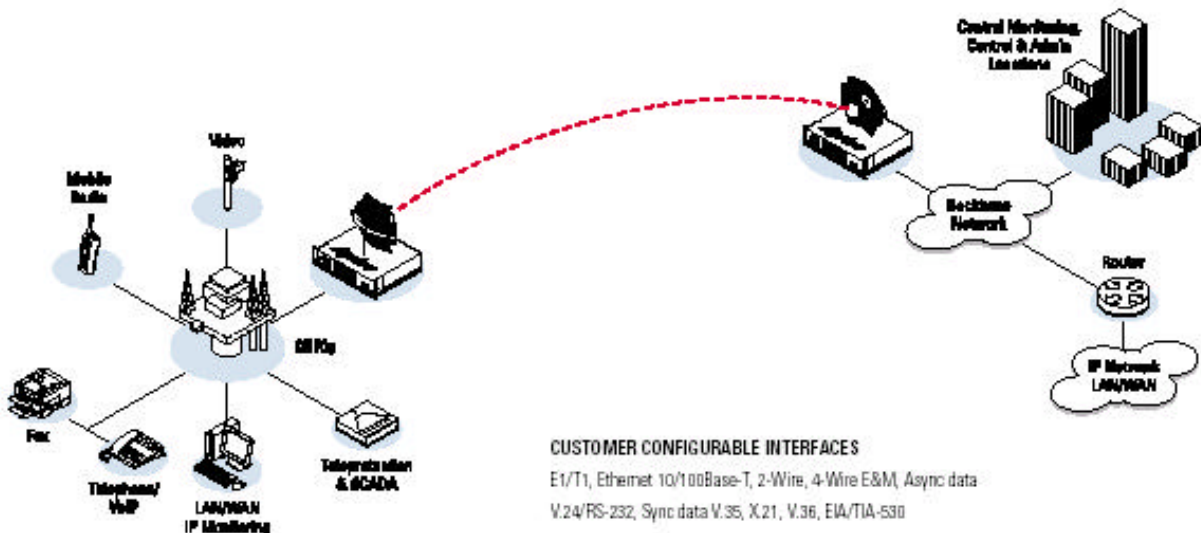 Control Monitoring,
Control & Admin
Locations
Video
Mobile
Radio
Backbone
Network
Router
Oil Rig
IP Network
LAN/WAN
Fax
Telephone/
VoIP
LAN/WAN
IP Monitoring
Teleprotection
& SCADA
CUSTOMER CONFIGURABLE INTERFACES
E1/T1, Ethernet 10/100Base-T, 2-Wire, 4-Wire E&M, Async data
V.24/RS-232, Sync data V.35, X.21, V.36, EIA/TIA-530